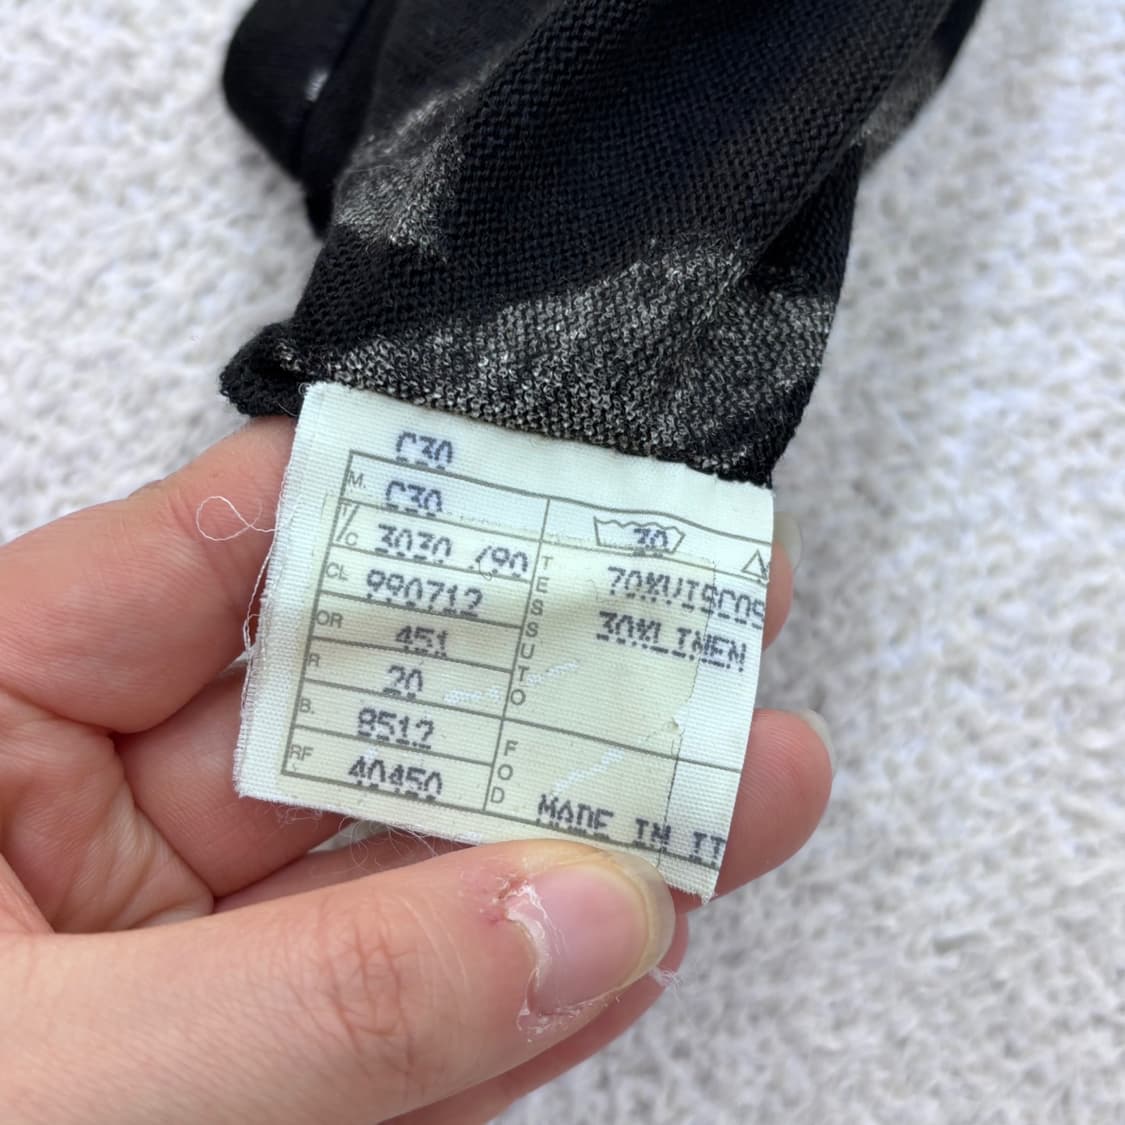 C30
M. C30
T/C 3030 /90
CL 990712
OR 451
R 20
B. 8512
RF 40450
30
TESSUTO
70%VISCOS
30%LINEN
FOD
MADE IN IT